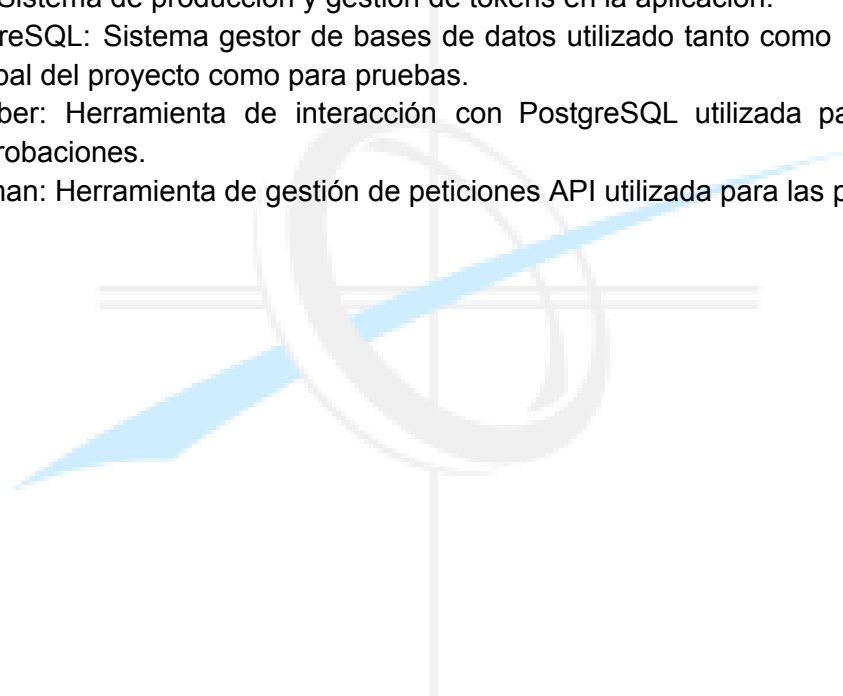 Sistema de producción y gestión de tokens en la aplicación.
reSQL: Sistema gestor de bases de datos utilizado tanto como
pal del proyecto como para pruebas.
ber: Herramienta de interacción con PostgreSQL utilizada pa
robaciones.
nan: Herramienta de gestión de peticiones API utilizada para las p